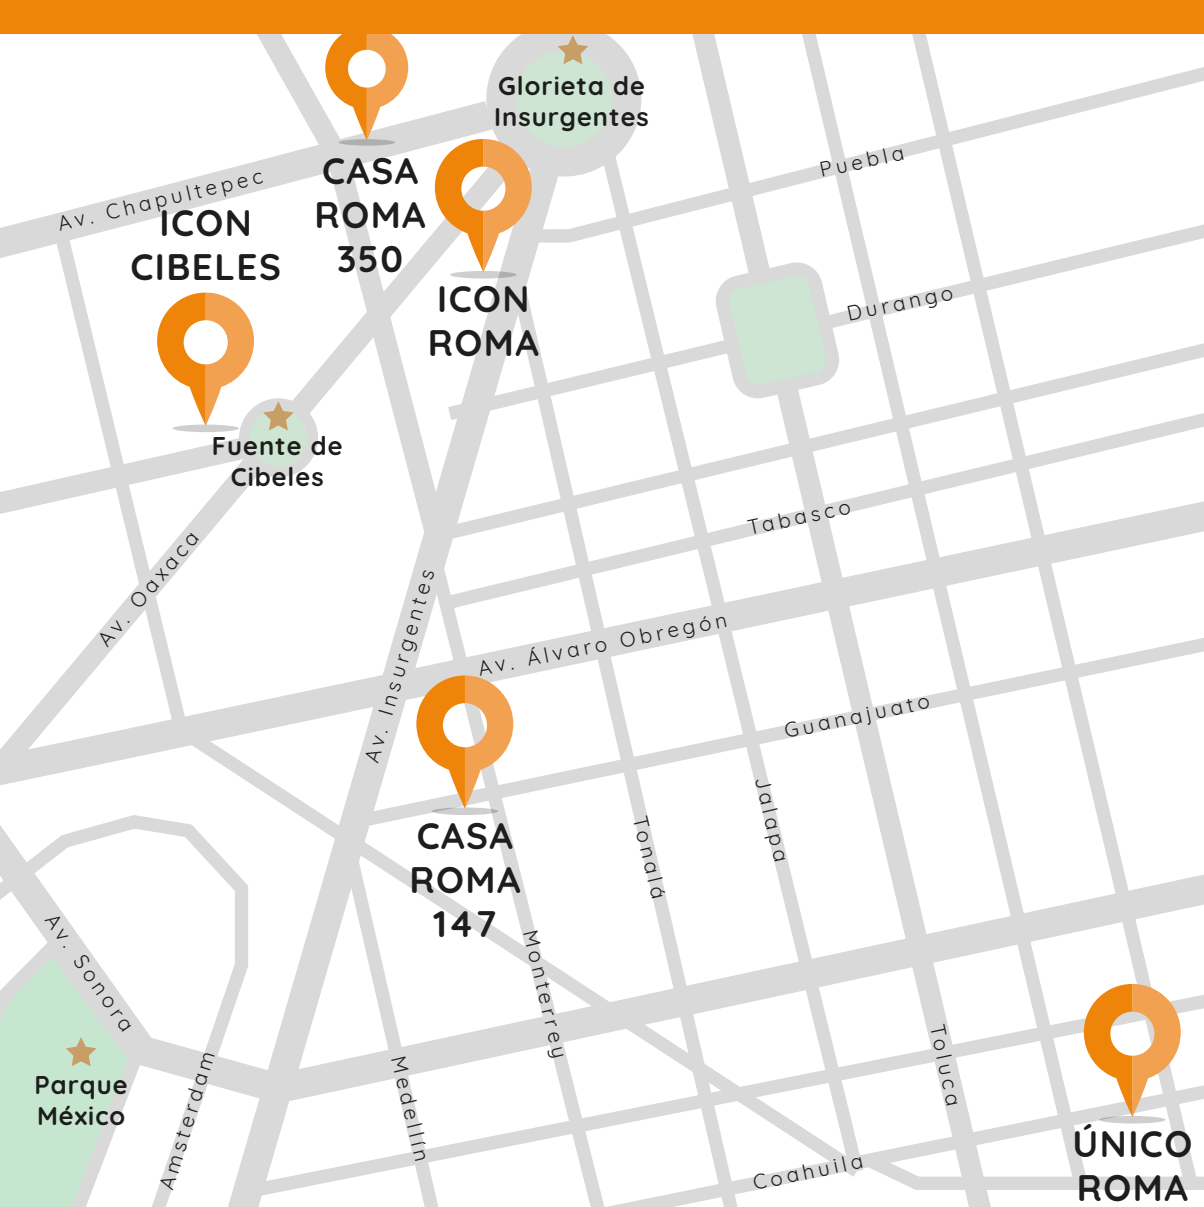 Glorieta de
Insurgentes
CASA
ROMA
350
Puebla
Av. Chapultepec
ICON
CIBELES
ICON
ROMA
Durango
Fuente de
Cibeles
Tabasco
Av. Oaxaca
Av. Insurgentes
Av. Álvaro Obregón
Guanajuato
Jalapa
Tonalá
CASA
ROMA
147
Av. Sonora
Monterrey
Parque
México
Amsterdam
Medellín
Toluca
Coahuila
ÚNICO
ROMA